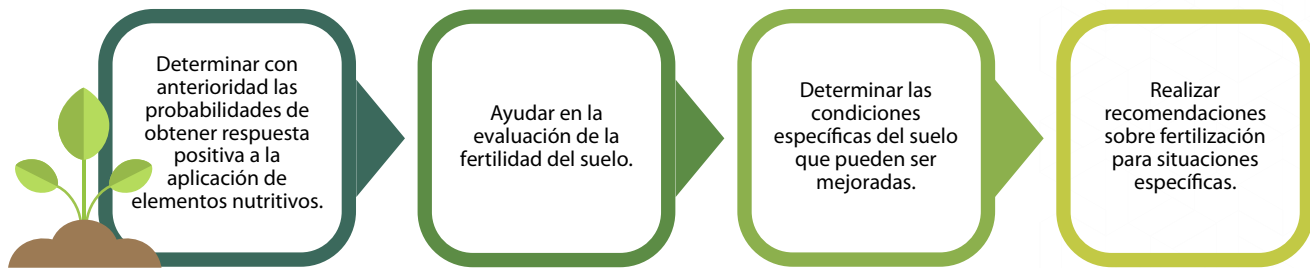 Determinar con
anterioridad las
probabilidades de
obtener respuesta
positiva a la
aplicación de
elementos nutritivos.
Ayudar en la
evaluación de la
fertilidad del suelo.
Determinar las
condiciones
específicas del suelo
que pueden ser
mejoradas.
Realizar
recomendaciones
sobre fertilización
para situaciones
específicas.